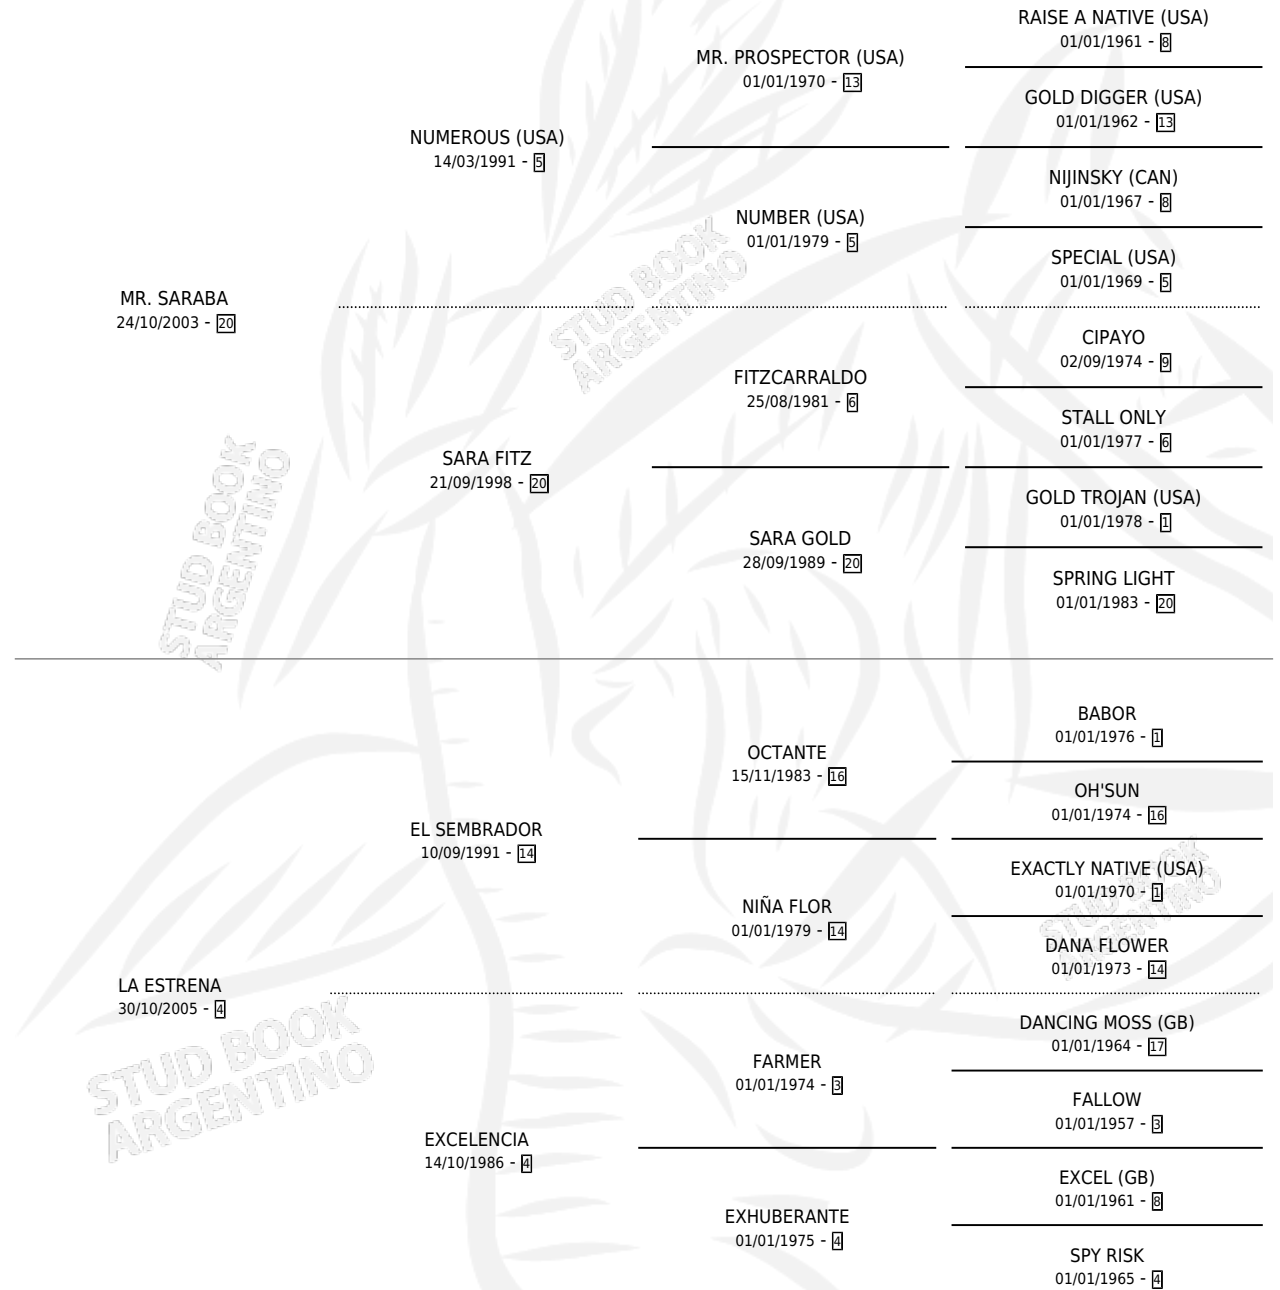 RAISE A NATIVE (USA)
01/01/1961 - 8
MR. PROSPECTOR (USA)
01/01/1970 - 13
GOLD DIGGER (USA)
01/01/1962 - 13
NUMEROUS (USA)
14/03/1991 - 5
NIJINSKY (CAN)
01/01/1967 - 8
NUMBER (USA)
01/01/1979 - 5
SPECIAL (USA)
01/01/1969 - 5
MR. SARABA
24/10/2003 - 20
CIPAYO
02/09/1974 - 9
FITZCARRALDO
25/08/1981 - 6
STALL ONLY
01/01/1977 - 6
SARA FITZ
21/09/1998 - 20
GOLD TROJAN (USA)
01/01/1978 - 1
SARA GOLD
28/09/1989 - 20
SPRING LIGHT
01/01/1983 - 20
BABOR
01/01/1976 - 1
OCTANTE
15/11/1983 - 16
OH'SUN
01/01/1974 - 16
EL SEMBRADOR
10/09/1991 - 14
EXACTLY NATIVE (USA)
01/01/1970 - 1
NIÑA FLOR
01/01/1979 - 14
DANA FLOWER
01/01/1973 - 14
LA ESTRENA
30/10/2005 - 4
DANCING MOSS (GB)
01/01/1964 - 17
FARMER
01/01/1974 - 3
FALLOW
01/01/1957 - 3
EXCELENCIA
14/10/1986 - 4
EXCEL (GB)
01/01/1961 - 8
EXHUBERANTE
01/01/1975 - 4
SPY RISK
01/01/1965 - 4
STUD BOOK
ARGENTINO
STUD BOOK
ARGENTINO
STUD BOOK
ARGENTINO
STUD BOOK
ARGENTINO